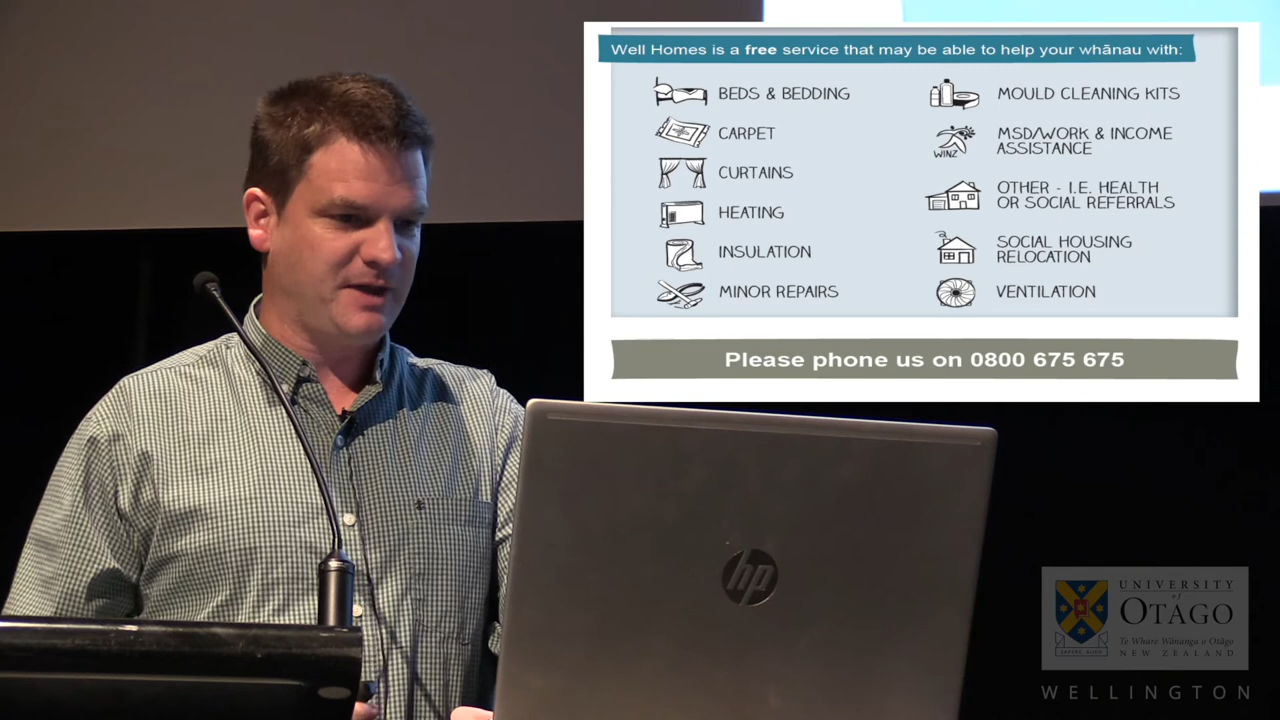 Well Homes is a free service that may be able to help your whānau with:
BEDS & BEDDING
CARPET
CURTAINS
HEATING
INSULATION
MINOR REPAIRS
MOULD CLEANING KITS
WINZ
MSD/WORK & INCOME
ASSISTANCE
OTHER - I.E. HEALTH
OR SOCIAL REFERRALS
SOCIAL HOUSING
RELOCATION
VENTILATION
Please phone us on 0800 675 675
hp
UNIVERSITY
of
OTAGO
Te Whare Wānanga o Otāgo
NEW ZEALAND
SAPERE AUDE
WELLINGTON